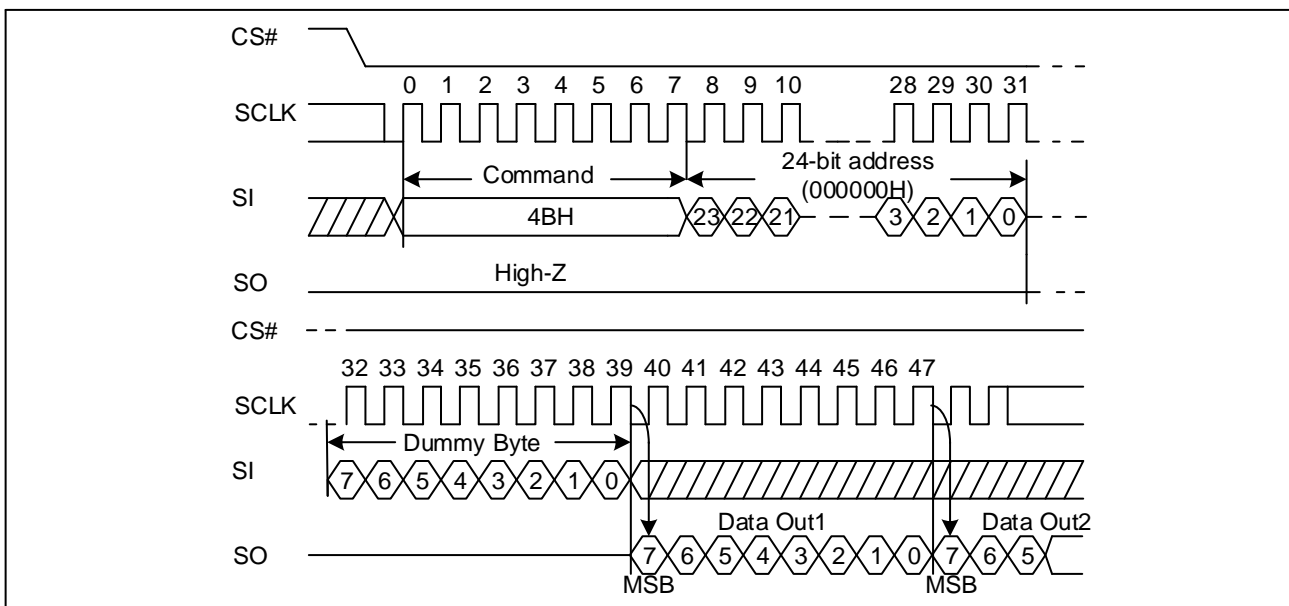 CS#
0 1 2 3 4 5 6 7 8 9 10 28 29 30 31
SCLK
Command
24-bit address
(000000H)
SI
4BH
23 22 21 3 2 1 0
High-Z
SO
CS#
32 33 34 35 36 37 38 39 40 41 42 43 44 45 46 47
SCLK
Dummy Byte
SI
7 6 5 4 3 2 1 0
Data Out1 Data Out2
SO
7 6 5 4 3 2 1 0 7 6 5
MSB MSB